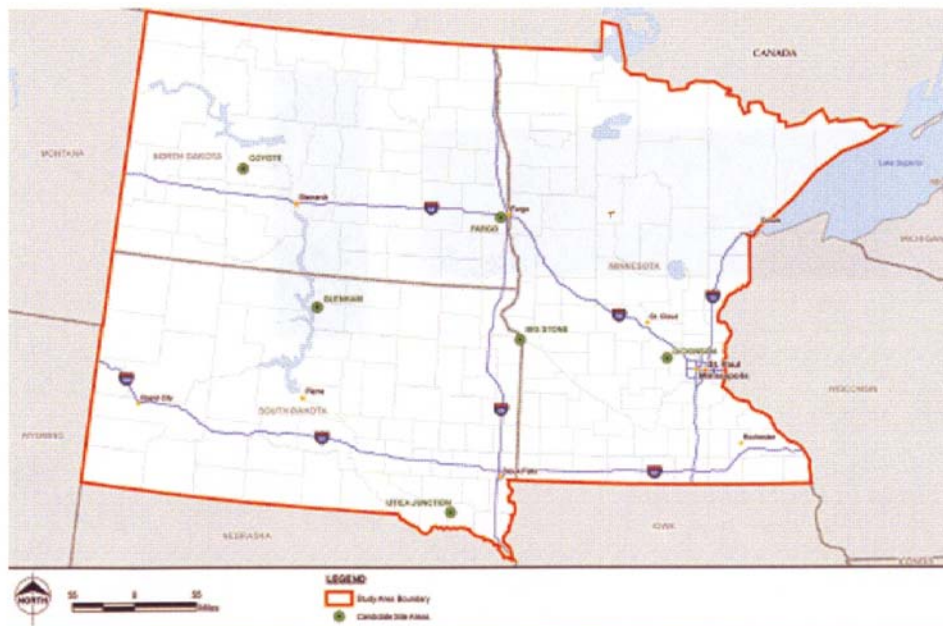 CANADA
MONTANA
NORTH DAKOTA
COYOTE
Bismarck
FARGO
Fargo
Lake Superior
Duluth
MICHIGAN
MINNESOTA
GLENHAM
BIG STONE
St. Cloud
DICKINSON
St. Paul
Minneapolis
WISCONSIN
Pierre
SOUTH DAKOTA
Rapid City
WYOMING
Rochester
Sioux Falls
UTICA JUNCTION
NEBRASKA
IOWA
ILLINOIS
NORTH
55
0
55
Miles
LEGEND
Study Area Boundary
Candidate Site Areas